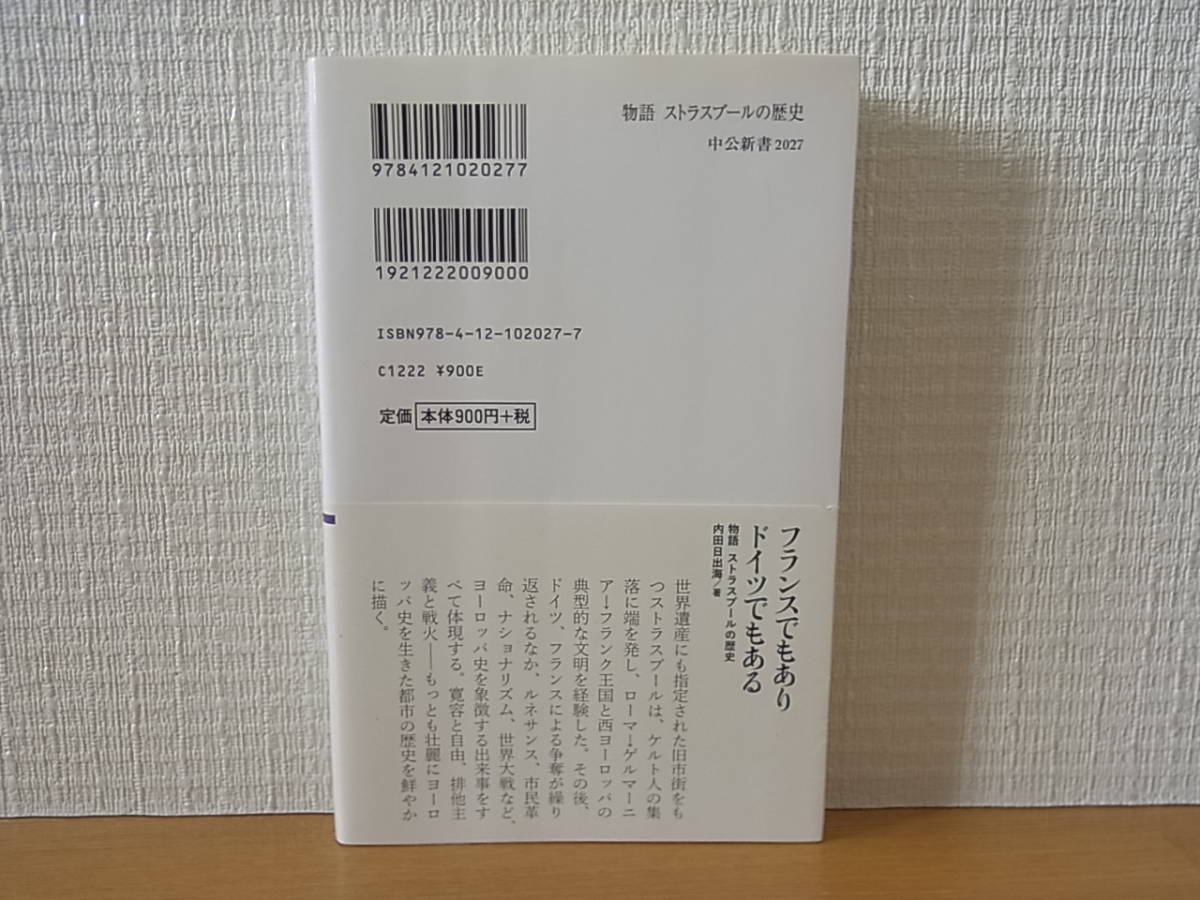 9784121020277
1921222009000
ISBN978-4-12-102027-7
C1222 ¥900E
定価 本体900円+税
物語 ストラスブールの歴史
中公新書 2027
フランスでもあり
ドイツでもある
物語 ストラスブールの歴史
内田日出海/著
世界遺産にも指定された旧市街をも
つストラスブールは、ケルト人の集
落に端を発し、ローマ→ゲルマーニ
ア→フランク王国と西ヨーロッパの
典型的な文明を経験した。その後、
ドイツ、フランスによる争奪が繰り
返されるなか、ルネサンス、市民革
命、ナショナリズム、世界大戦など、
ヨーロッパ史を象徴する出来事をす
べて体現する。寛容と自由、排他主
義と戦火――もっとも壮麗にヨーロ
ッパ史を生きた都市の歴史を鮮やか
に描く。